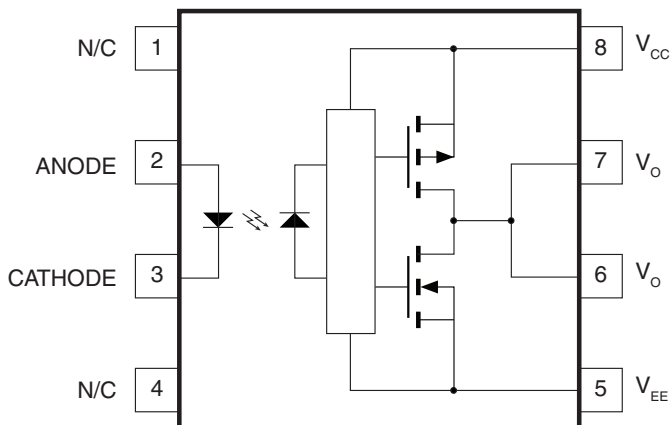 N/C 1
8 V_CC
ANODE 2
7 V_O
CATHODE 3
6 V_O
N/C 4
5 V_EE